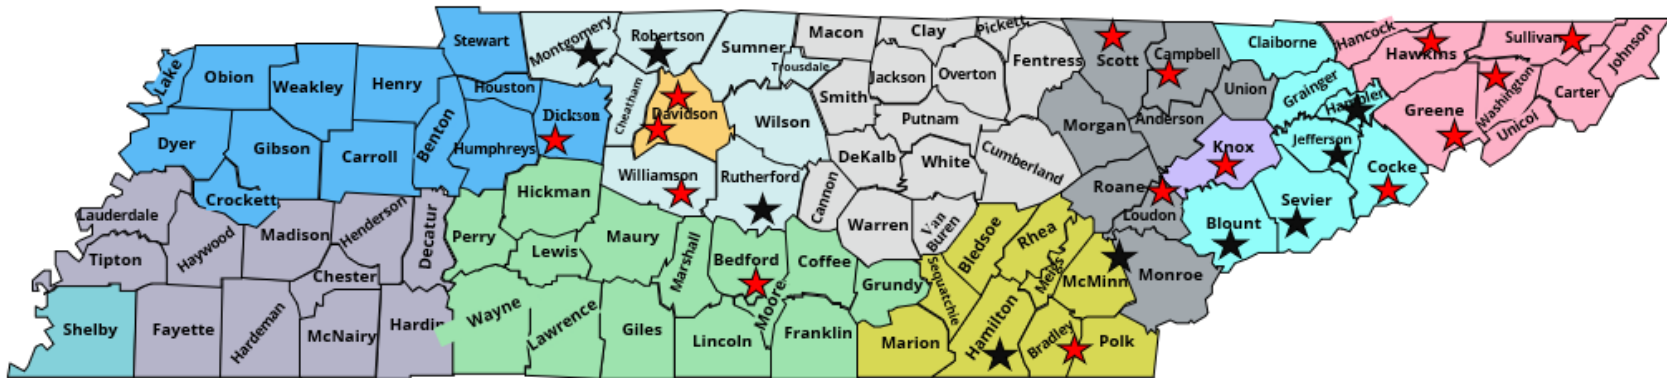 Lake
Obion
Weakley
Henry
Stewart
Montgomery
Robertson
Sumner
Trousdale
Macon
Clay
Pickett
Fentress
Scott
Campbell
Claiborne
Hancock
Hawkins
Sullivan
Johnson
Dyer
Gibson
Crockett
Carroll
Benton
Houston
Humphreys
Dickson
Cheatham
Davidson
Wilson
Smith
Jackson
Overton
Putnam
Morgan
Anderson
Union
Grainger
Hamblen
Greene
Washington
Carter
Unicoi
Lauderdale
Haywood
Madison
Henderson
Decatur
Perry
Hickman
Williamson
Rutherford
Cannon
DeKalb
White
Cumberland
Roane
Loudon
Knox
Jefferson
Cocke
Sevier
Blount
Tipton
Chester
Lewis
Maury
Marshall
Bedford
Coffee
Warren
Van
Buren
Bledsoe
Rhea
Meigs
McMinn
Monroe
Shelby
Fayette
Hardeman
McNairy
Hardin
Wayne
Lawrence
Giles
Lincoln
Moore
Franklin
Grundy
Sequatchie
Marion
Hamilton
Bradley
Polk